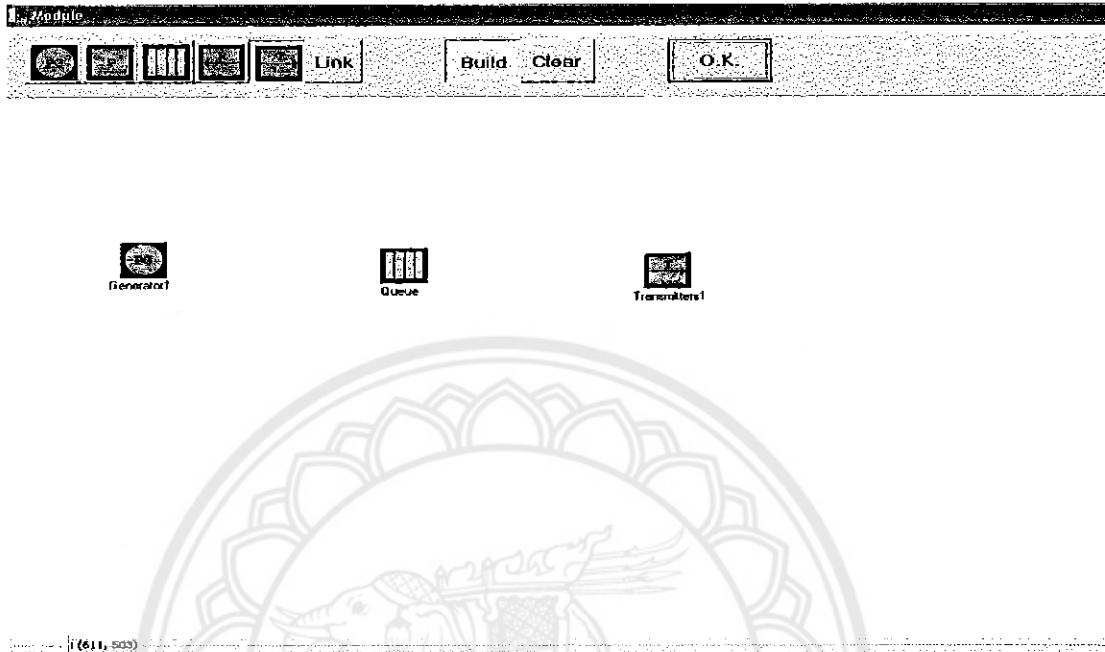 Module
Link Build Clear O.K.
Generator1 Queue Transmitters1
(611, 503)